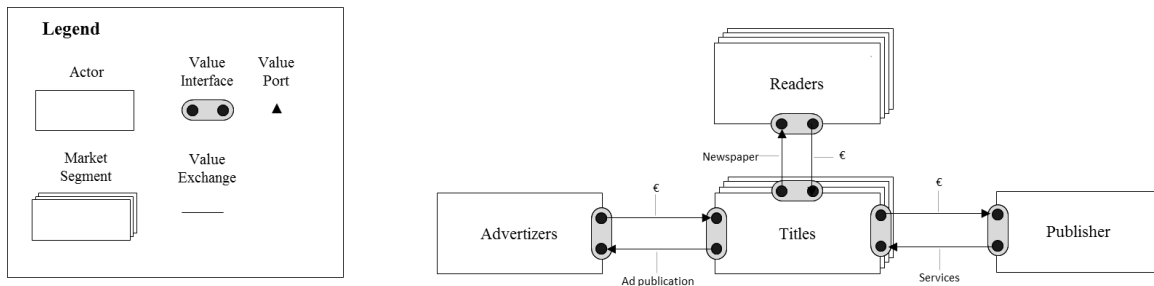 Legend
Actor
Value
Interface
Value
Port
Market
Segment
Value
Exchange
Readers
Newspaper
€
Advertizers
€
Ad publication
Titles
€
Services
Publisher